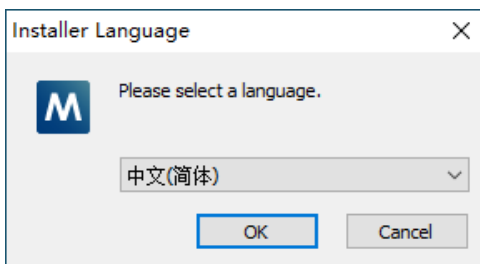 Installer Language
M
Please select a language.
中文(简体)
OK
Cancel